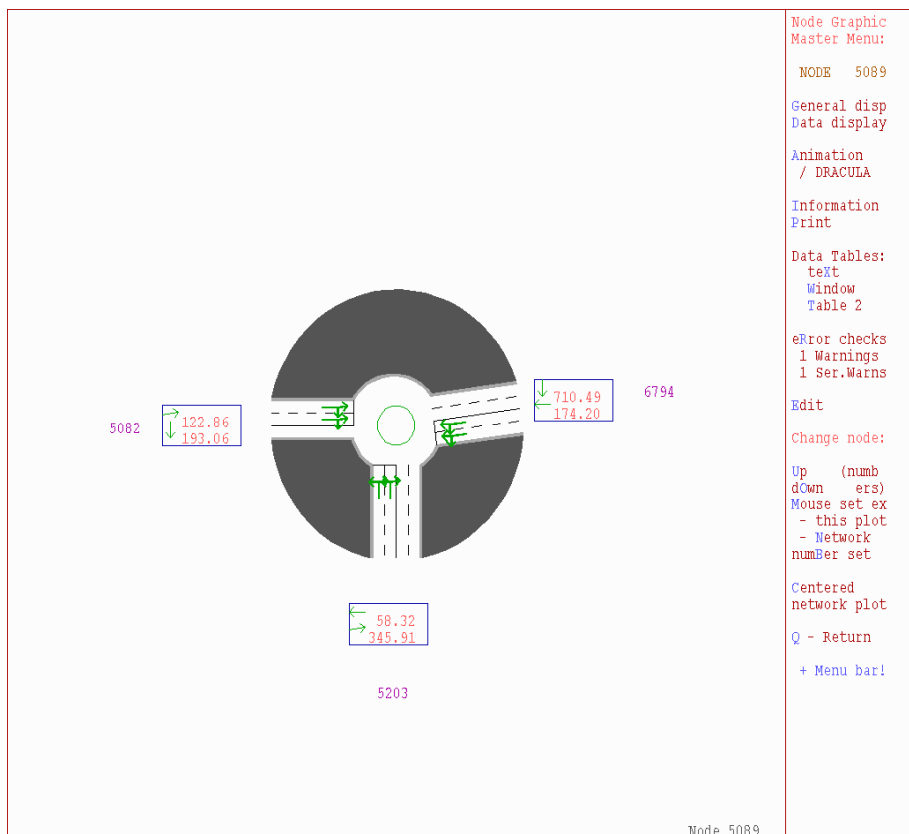 Node Graphic
Master Menu:
NODE 5089
General disp
Data display
Animation
/ DRACULA
Information
Print
Data Tables:
teXt
Window
Table 2
eRror checks
1 Warnings
1 Ser.Warns
Edit
Change node:
Up (numb
dOwn ers)
Mouse set ex
- this plot
- Network
numBer set
Centered
network plot
Q - Return
+ Menu bar!
710.49
174.20
6794
5082
122.86
193.06
58.32
345.91
5203
Node 5089